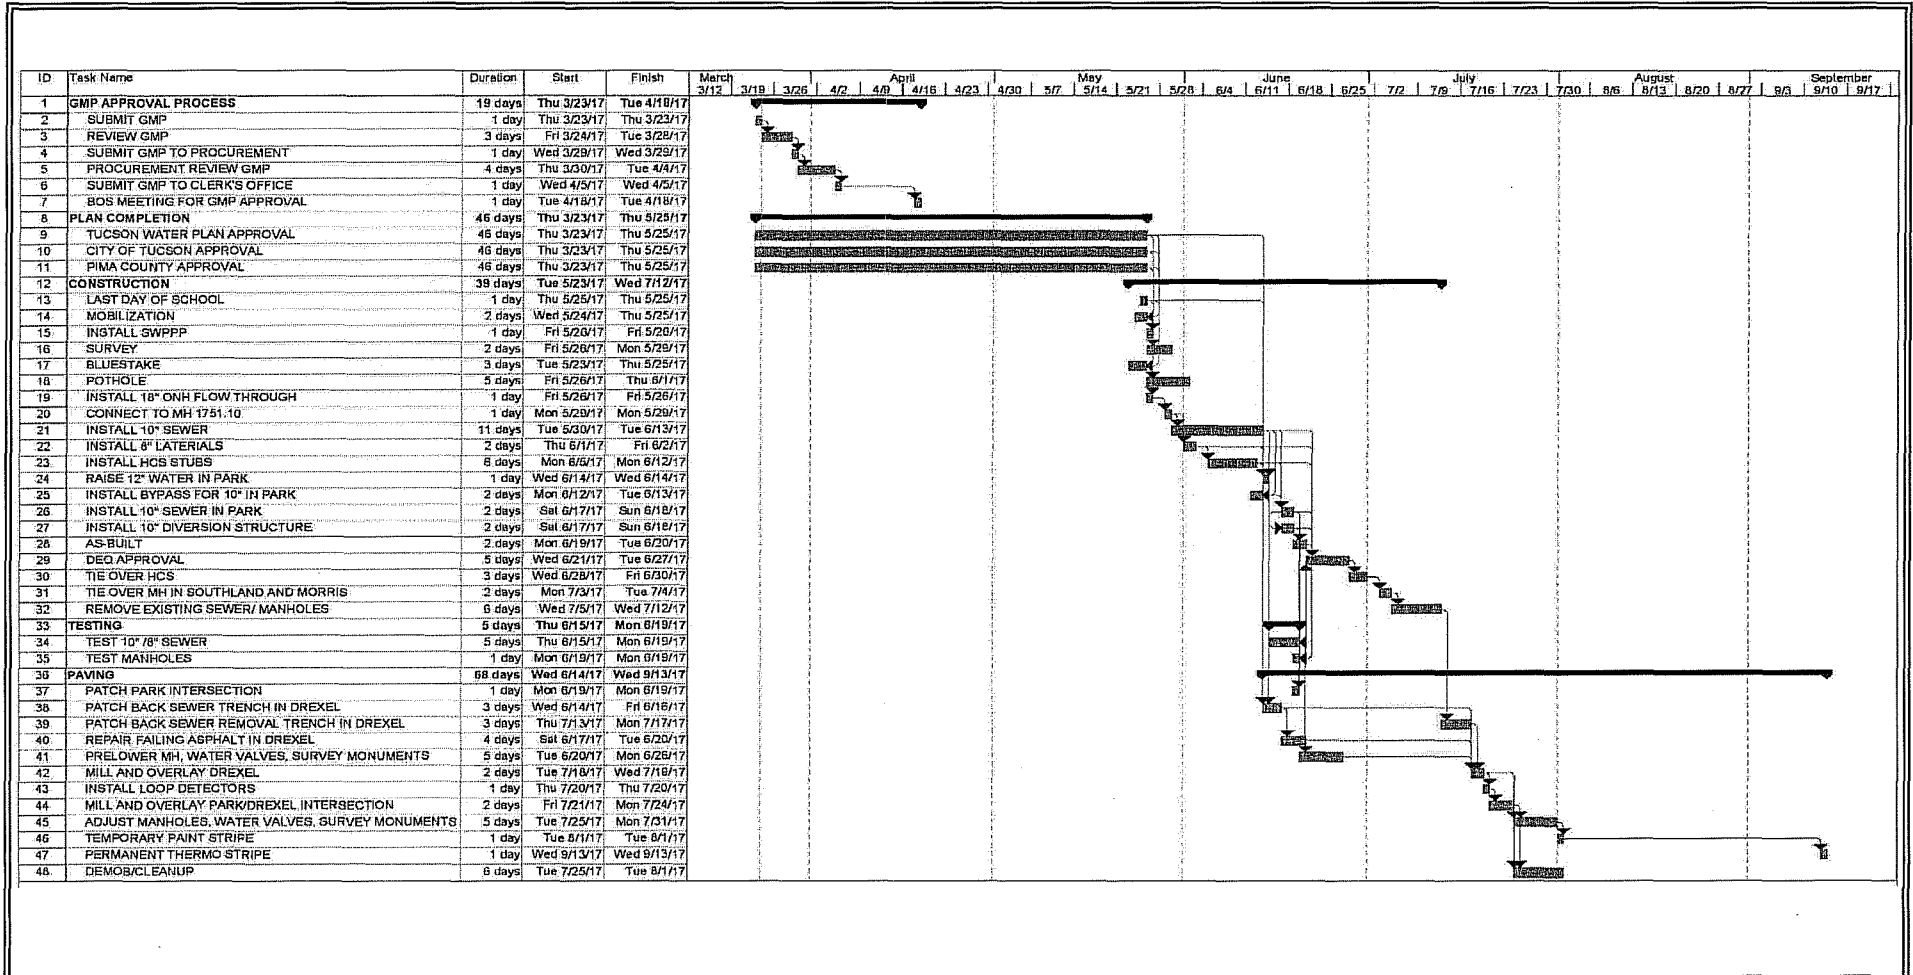 ID Task Name Duration Start Finish March April May June July August September
3/12 3/19 3/26 4/2 4/9 4/16 4/23 4/30 5/7 5/14 5/21 5/28 6/4 6/11 6/18 6/25 7/2 7/9 7/16 7/23 7/30 8/6 8/13 8/20 8/27 9/3 9/10 9/17
1 GMP APPROVAL PROCESS 19 days Thu 3/23/17 Tue 4/18/17
2 SUBMIT GMP 1 day Thu 3/23/17 Thu 3/23/17
3 REVIEW GMP 3 days Fri 3/24/17 Tue 3/28/17
4 SUBMIT GMP TO PROCUREMENT 1 day Wed 3/29/17 Wed 3/29/17
5 PROCUREMENT REVIEW GMP 4 days Thu 3/30/17 Tue 4/4/17
6 SUBMIT GMP TO CLERK'S OFFICE 1 day Wed 4/5/17 Wed 4/5/17
7 BOS MEETING FOR GMP APPROVAL 1 day Tue 4/18/17 Tue 4/18/17
8 PLAN COMPLETION 46 days Thu 3/23/17 Thu 5/25/17
9 TUCSON WATER PLAN APPROVAL 46 days Thu 3/23/17 Thu 5/25/17
10 CITY OF TUCSON APPROVAL 46 days Thu 3/23/17 Thu 5/25/17
11 PIMA COUNTY APPROVAL 46 days Thu 3/23/17 Thu 5/25/17
12 CONSTRUCTION 39 days Tue 5/23/17 Wed 7/12/17
13 LAST DAY OF SCHOOL 1 day Thu 5/25/17 Thu 5/25/17
14 MOBILIZATION 2 days Wed 5/24/17 Thu 5/25/17
15 INSTALL SWPPP 1 day Fri 5/26/17 Fri 5/26/17
16 SURVEY 2 days Fri 5/26/17 Mon 5/29/17
17 BLUESTAKE 3 days Tue 5/23/17 Thu 5/25/17
18 POTHOLE 5 days Fri 5/26/17 Thu 6/1/17
19 INSTALL 18" ONH FLOW THROUGH 1 day Fri 5/26/17 Fri 5/26/17
20 CONNECT TO MH 1751.10 1 day Mon 5/29/17 Mon 5/29/17
21 INSTALL 10" SEWER 11 days Tue 5/30/17 Tue 6/13/17
22 INSTALL 8" LATERIALS 2 days Thu 6/1/17 Fri 6/2/17
23 INSTALL HCS STUBS 6 days Mon 6/5/17 Mon 6/12/17
24 RAISE 12" WATER IN PARK 1 day Wed 6/14/17 Wed 6/14/17
25 INSTALL BYPASS FOR 10" IN PARK 2 days Mon 6/12/17 Tue 6/13/17
26 INSTALL 10" SEWER IN PARK 2 days Sat 6/17/17 Sun 6/18/17
27 INSTALL 10" DIVERSION STRUCTURE 2 days Sat 6/17/17 Sun 6/18/17
28 AS-BUILT 2 days Mon 6/19/17 Tue 6/20/17
29 DEQ APPROVAL 5 days Wed 6/21/17 Tue 6/27/17
30 TIE OVER HCS 3 days Wed 6/28/17 Fri 6/30/17
31 TIE OVER MH IN SOUTHLAND AND MORRIS 2 days Mon 7/3/17 Tue 7/4/17
32 REMOVE EXISTING SEWER/ MANHOLES 6 days Wed 7/5/17 Wed 7/12/17
33 TESTING 5 days Thu 6/15/17 Mon 6/19/17
34 TEST 10" /8" SEWER 5 days Thu 6/15/17 Mon 6/19/17
35 TEST MANHOLES 1 day Mon 6/19/17 Mon 6/19/17
36 PAVING 68 days Wed 6/14/17 Wed 9/13/17
37 PATCH PARK INTERSECTION 1 day Mon 6/19/17 Mon 6/19/17
38 PATCH BACK SEWER TRENCH IN DREXEL 3 days Wed 6/14/17 Fri 6/16/17
39 PATCH BACK SEWER REMOVAL TRENCH IN DREXEL 3 days Thu 7/13/17 Mon 7/17/17
40 REPAIR FAILING ASPHALT IN DREXEL 4 days Sat 6/17/17 Tue 6/20/17
41 PRELOWER MH, WATER VALVES, SURVEY MONUMENTS 5 days Tue 6/20/17 Mon 6/26/17
42 MILL AND OVERLAY DREXEL 2 days Tue 7/18/17 Wed 7/19/17
43 INSTALL LOOP DETECTORS 1 day Thu 7/20/17 Thu 7/20/17
44 MILL AND OVERLAY PARK/DREXEL INTERSECTION 2 days Fri 7/21/17 Mon 7/24/17
45 ADJUST MANHOLES, WATER VALVES, SURVEY MONUMENTS 5 days Tue 7/25/17 Mon 7/31/17
46 TEMPORARY PAINT STRIPE 1 day Tue 8/1/17 Tue 8/1/17
47 PERMANENT THERMO STRIPE 1 day Wed 9/13/17 Wed 9/13/17
48 DEMOB/CLEANUP 6 days Tue 7/25/17 Tue 8/1/17